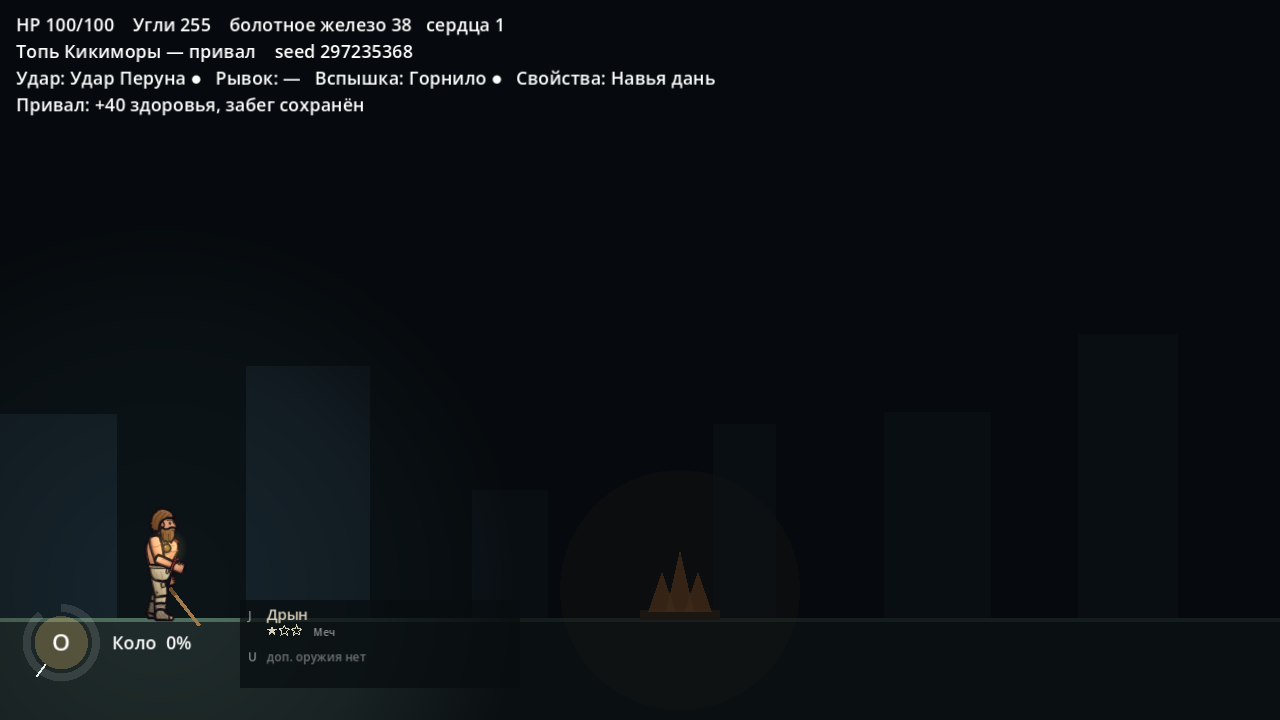 HP 100/100 Угли 255 болотное железо 38 сердца 1
Топь Кикиморы — привал seed 297235368
Удар: Удар Перуна ● Рывок: — Вспышка: Горнило ● Свойства: Навья дань
Привал: +40 здоровья, забег сохранён
J Дрын
★☆☆ Меч
О Коло 0%
U доп. оружия нет